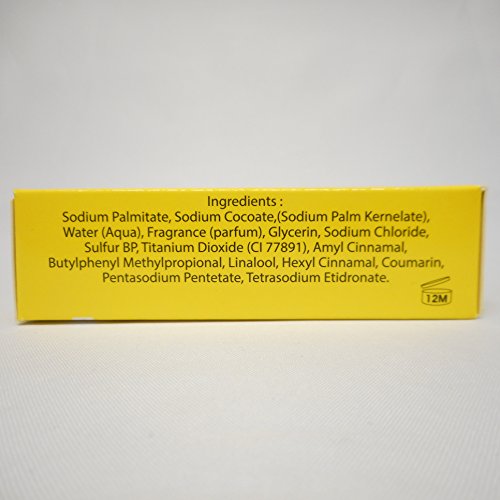 Ingredients :
Sodium Palmitate, Sodium Cocoate,(Sodium Palm Kernelate),
Water (Aqua), Fragrance (parfum), Glycerin, Sodium Chloride,
Sulfur BP, Titanium Dioxide (CI 77891), Amyl Cinnamal,
Butylphenyl Methylpropional, Linalool, Hexyl Cinnamal, Coumarin,
Pentasodium Pentetate, Tetrasodium Etidronate.
12M